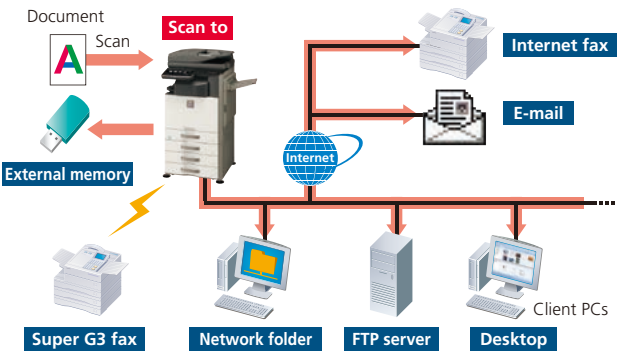 Document
Scan
A
Scan to
Internet fax
E-mail
Internet
External memory
Client PCs
Super G3 fax
Network folder
FTP server
Desktop